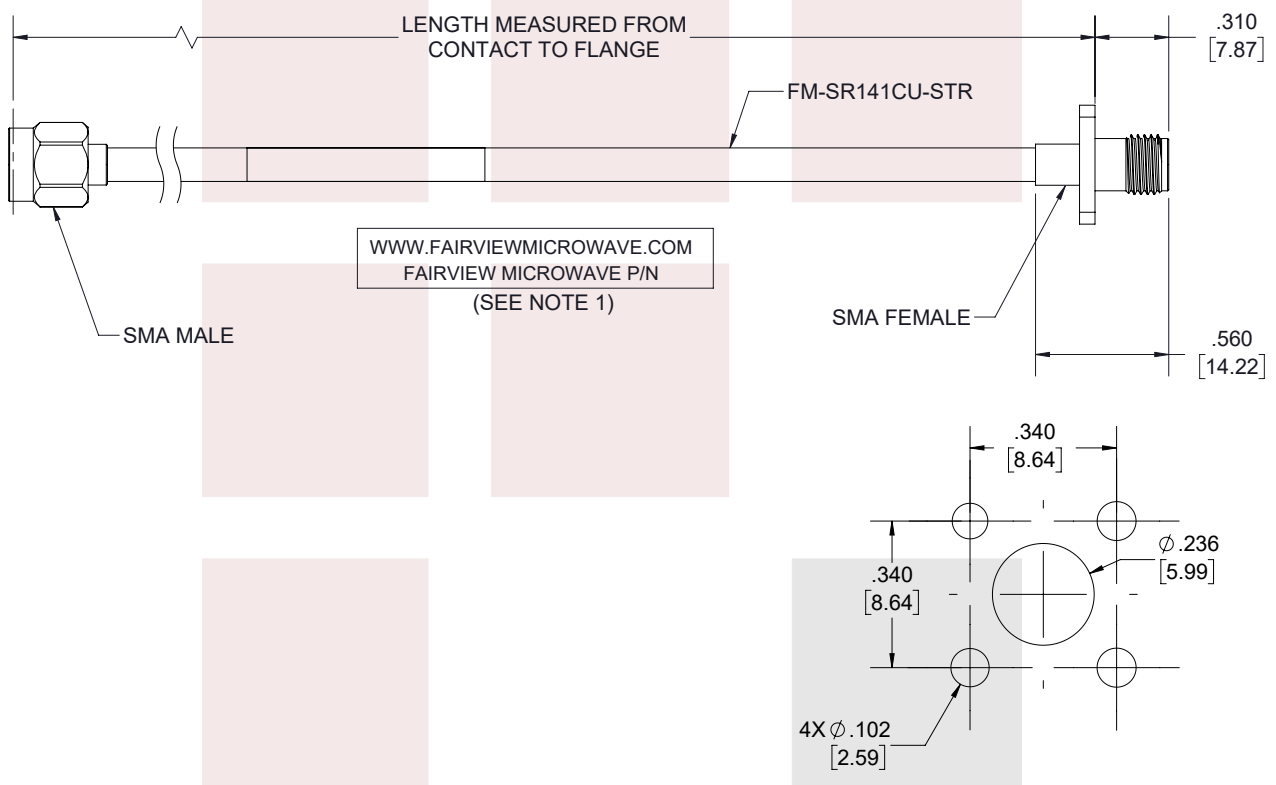 LENGTH MEASURED FROM
CONTACT TO FLANGE
.310
[7.87]
FM-SR141CU-STR
WWW.FAIRVIEWMICROWAVE.COM
FAIRVIEW MICROWAVE P/N
(SEE NOTE 1)
SMA MALE
SMA FEMALE
.560
[14.22]
.340
[8.64]
∅ .236
[5.99]
.340
[8.64]
4X ∅ .102
[2.59]